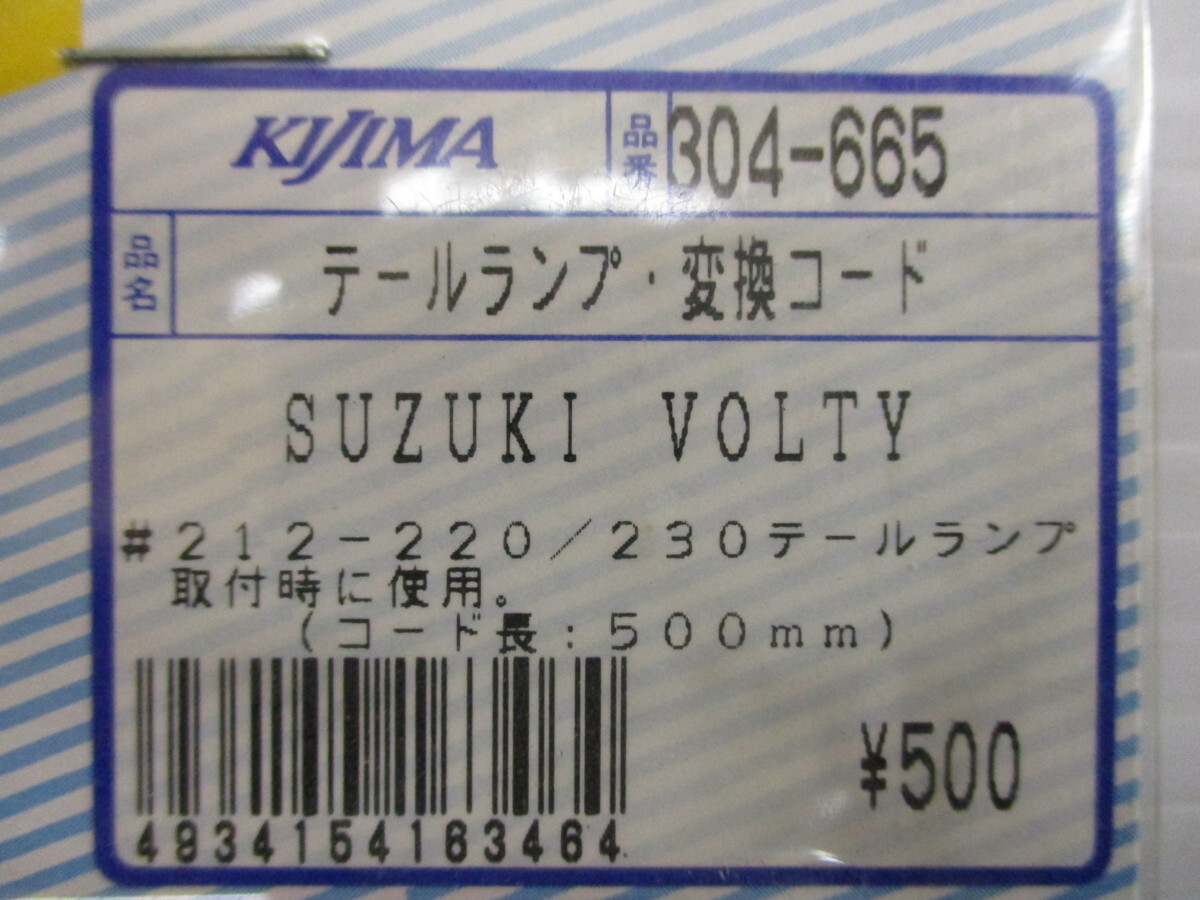 KIJIMA
品番 304-665
品名 テールランプ・変換コード
SUZUKI VOLTY
#212-220/230テールランプ
取付時に使用。
(コード長:500mm)
¥500
4934154163464